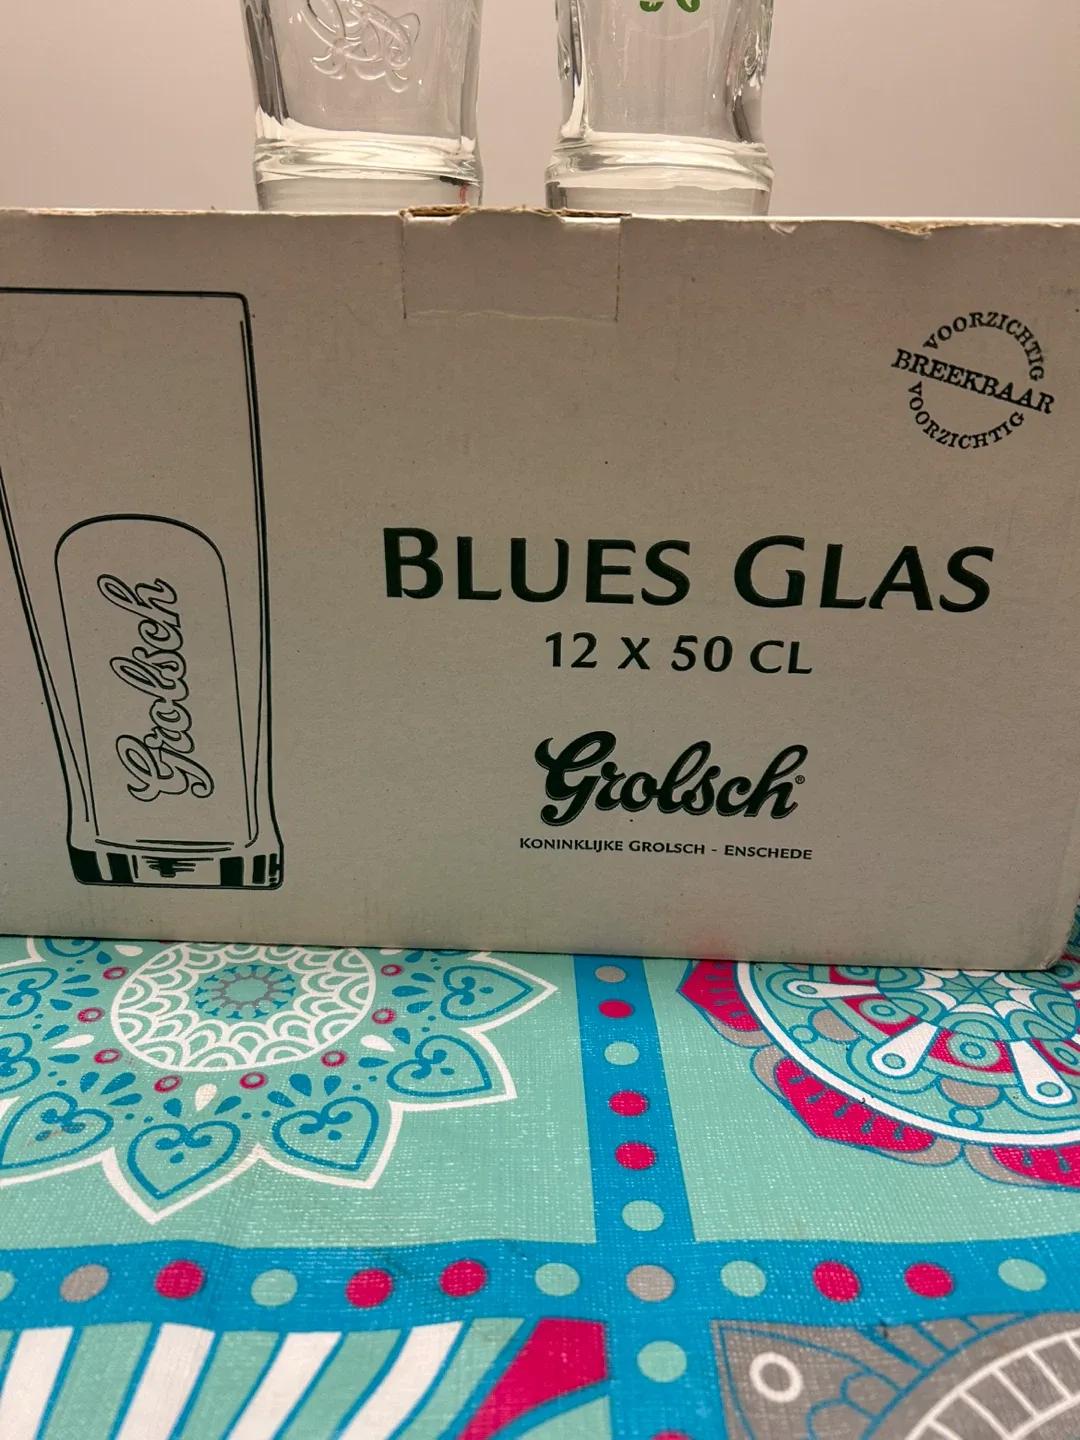 VOORZICHTIG
BREEKBAAR
VOORZICHTIG
BLUES GLAS
12 X 50 CL
Grolsch
Grolsch®
KONINKLIJKE GROLSCH - ENSCHEDE